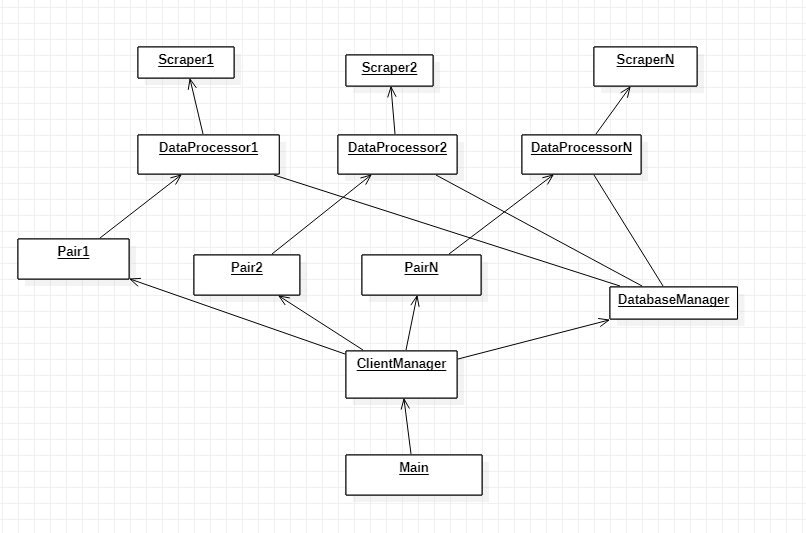 Scraper1
Scraper2
ScraperN
DataProcessor1
DataProcessor2
DataProcessorN
Pair1
Pair2
PairN
DatabaseManager
ClientManager
Main